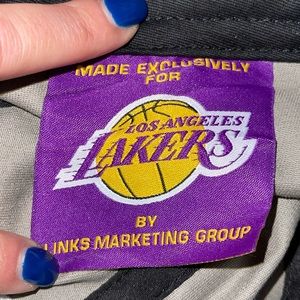 MADE EXCLUSIVELY
FOR
LOS ANGELES
LAKERS
BY
LINKS MARKETING GROUP